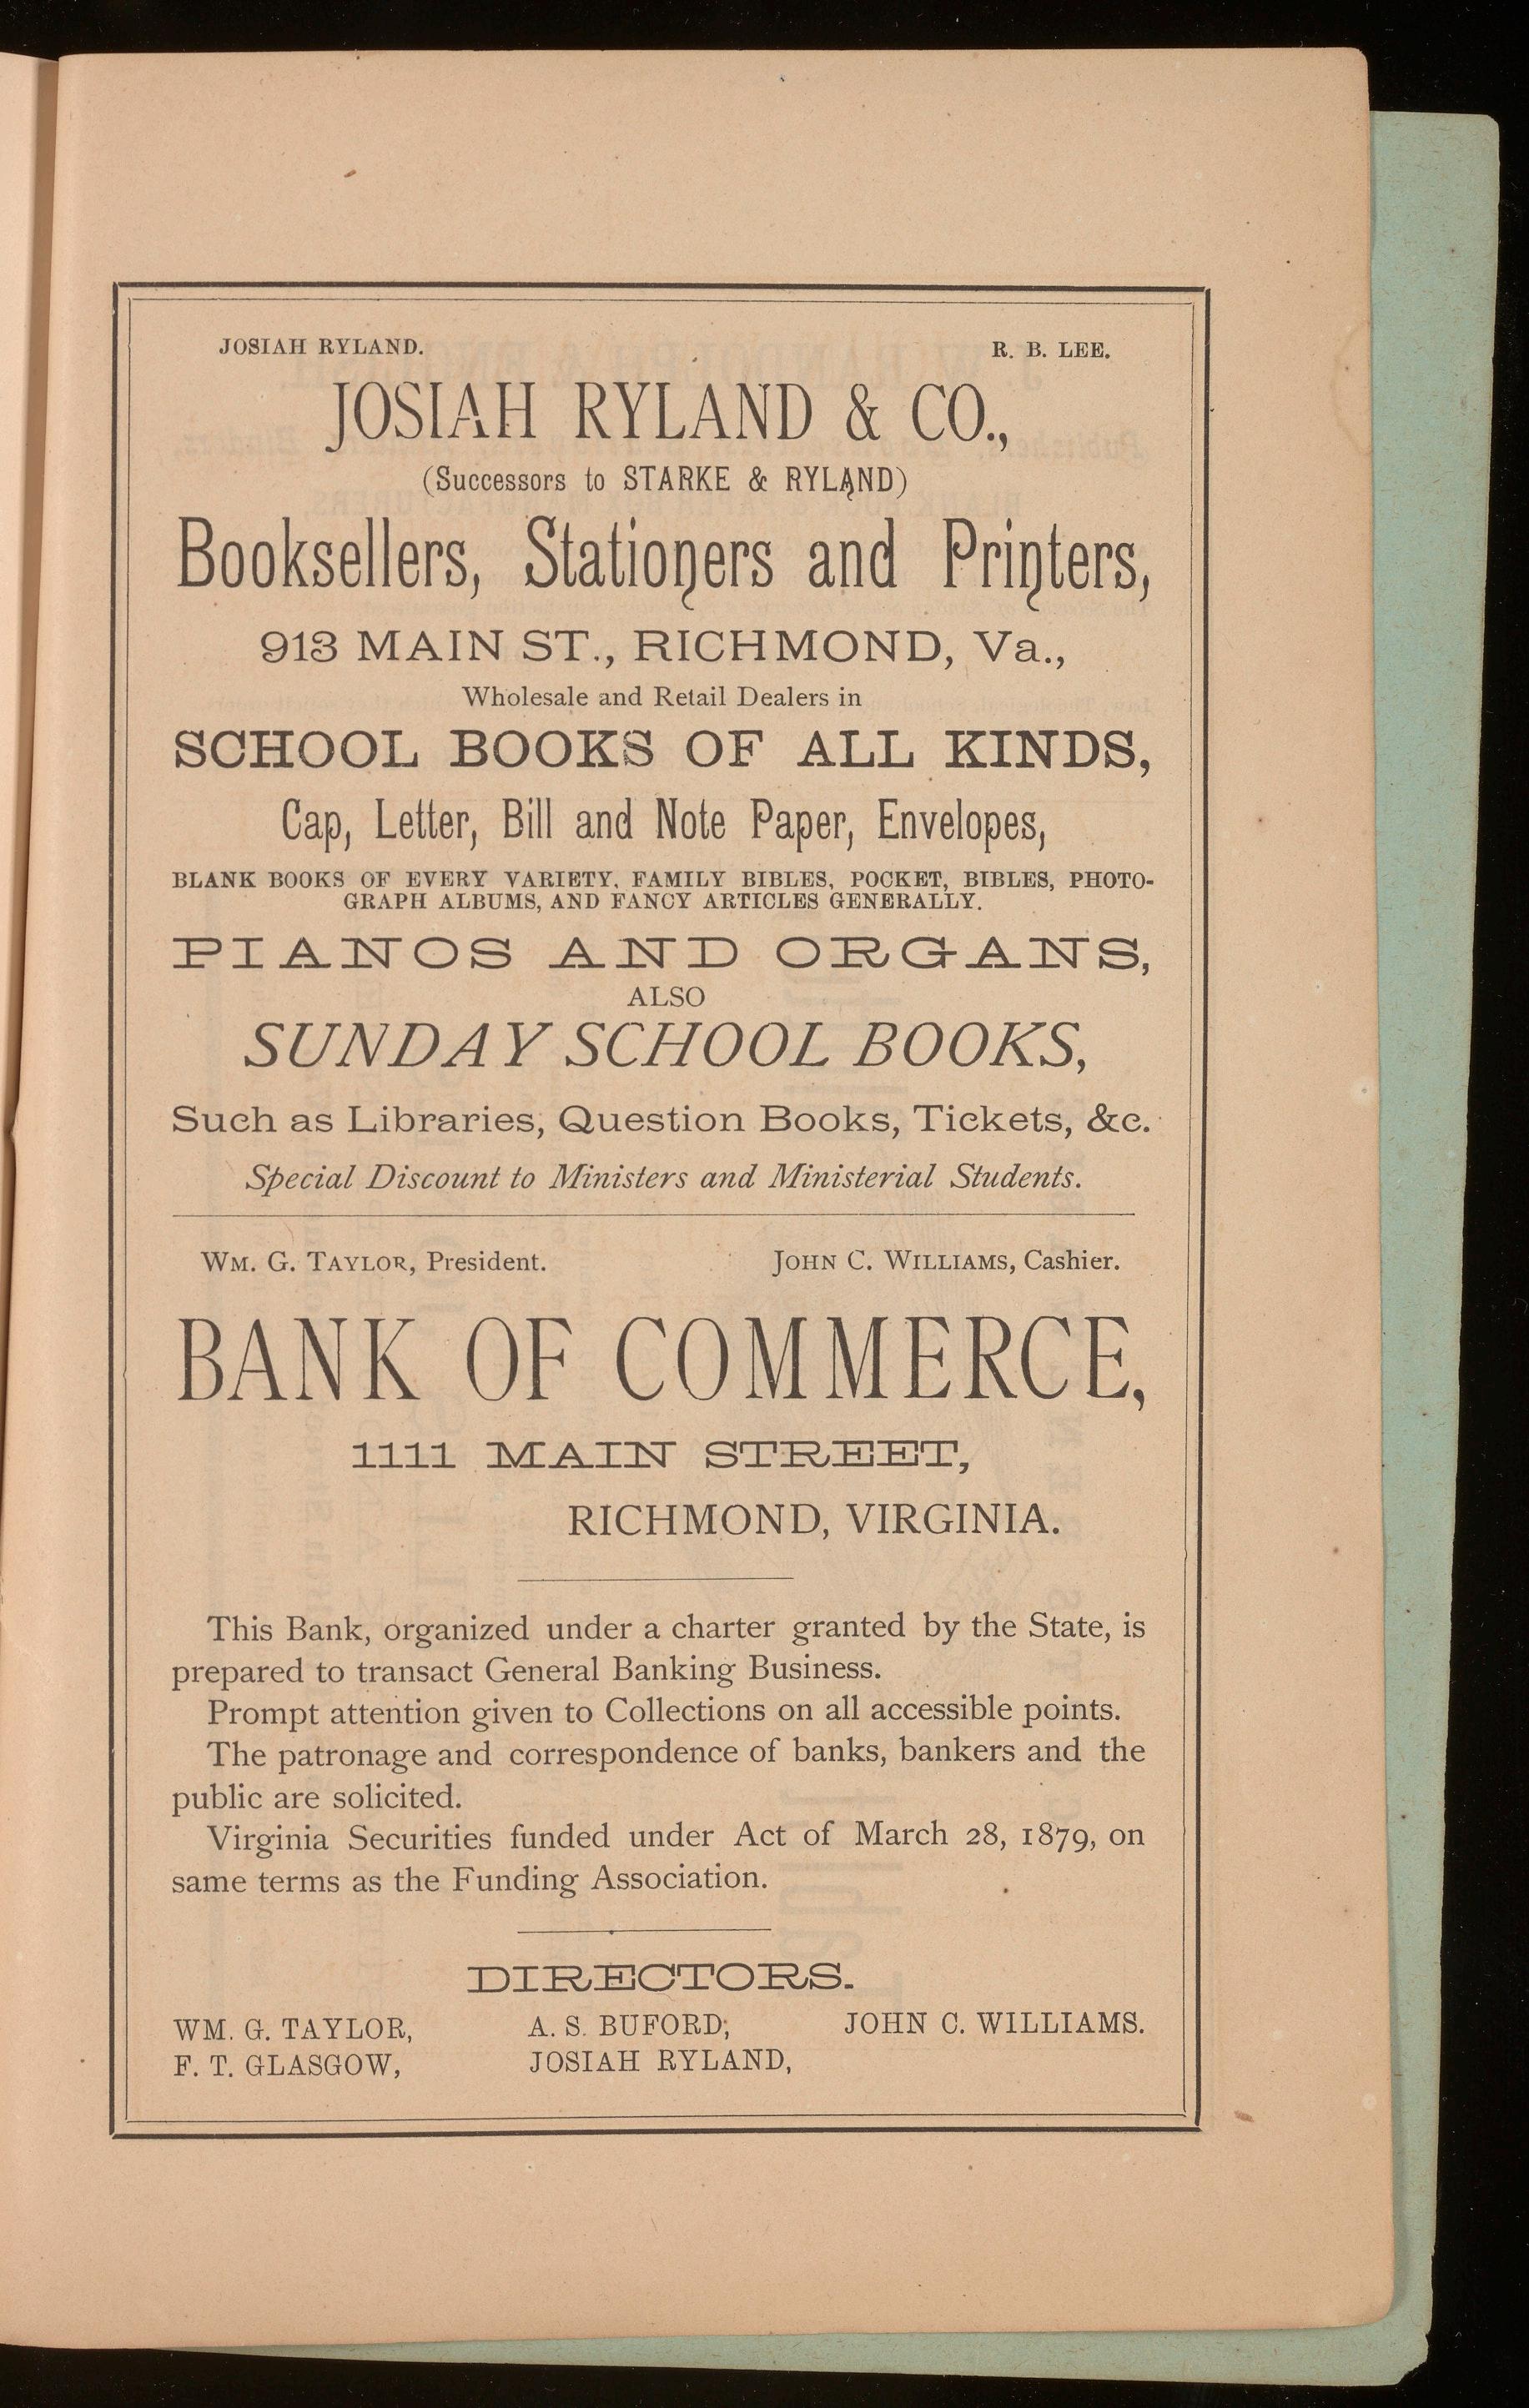 JOSIAH RYLAND. R. B. LEE.
JOSIAH RYLAND & CO.,
(Successors to STARKE & RYLAND)
Booksellers, Stationers and Printers,
913 MAIN ST., RICHMOND, Va.,
Wholesale and Retail Dealers in
SCHOOL BOOKS OF ALL KINDS,
Cap, Letter, Bill and Note Paper, Envelopes,
BLANK BOOKS OF EVERY VARIETY, FAMILY BIBLES, POCKET, BIBLES, PHOTO-
GRAPH ALBUMS, AND FANCY ARTICLES GENERALLY.
PIANOS AND ORGANS,
ALSO
SUNDAY SCHOOL BOOKS,
Such as Libraries, Question Books, Tickets, &c.
Special Discount to Ministers and Ministerial Students.
WM. G. TAYLOR, President. JOHN C. WILLIAMS, Cashier.
BANK OF COMMERCE,
1111 MAIN STREET,
RICHMOND, VIRGINIA.
This Bank, organized under a charter granted by the State, is
prepared to transact General Banking Business.
Prompt attention given to Collections on all accessible points.
The patronage and correspondence of banks, bankers and the
public are solicited.
Virginia Securities funded under Act of March 28, 1879, on
same terms as the Funding Association.
DIRECTORS.
WM. G. TAYLOR, A. S. BUFORD; JOHN C. WILLIAMS.
F. T. GLASGOW, JOSIAH RYLAND,